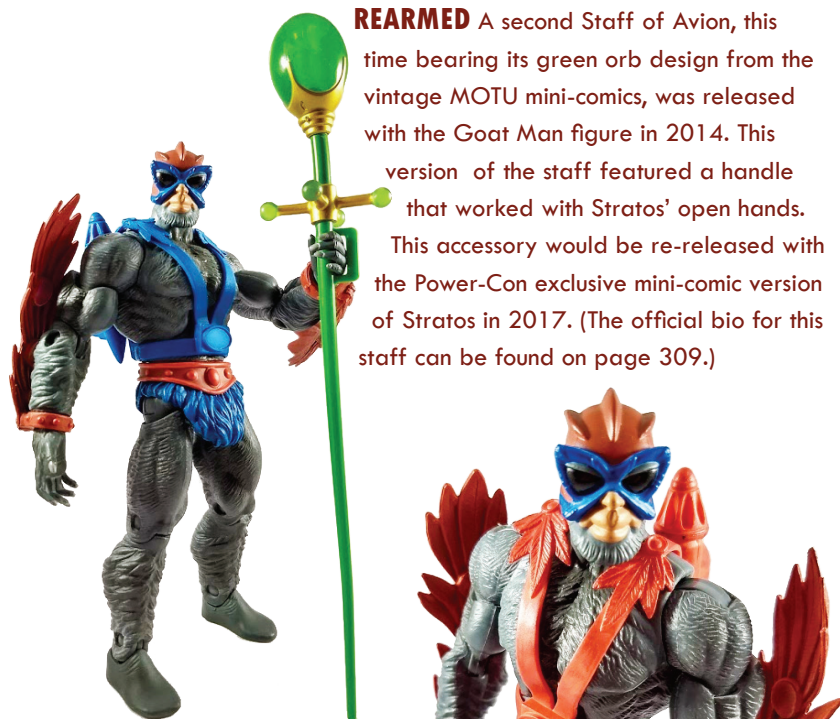 REARMED A second Staff of Avion, this
time bearing its green orb design from the
vintage MOTU mini-comics, was released
with the Goat Man figure in 2014. This
version of the staff featured a handle
that worked with Stratos’ open hands.
This accessory would be re-released with
the Power-Con exclusive mini-comic version
of Stratos in 2017. (The official bio for this
staff can be found on page 309.)